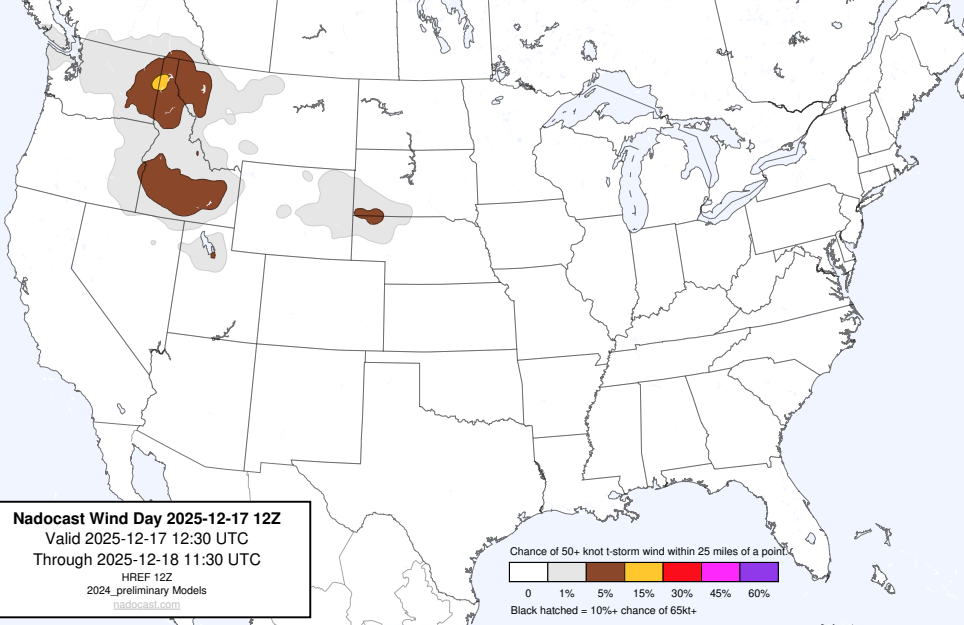 Nadocast Wind Day 2025-12-17 12Z
Valid 2025-12-17 12:30 UTC
Through 2025-12-18 11:30 UTC
HREF 12Z
2024_preliminary Models
nadocast.com
Chance of 50+ knot t-storm wind within 25 miles of a point.
0 1% 5% 15% 30% 45% 60%
Black hatched = 10%+ chance of 65kt+